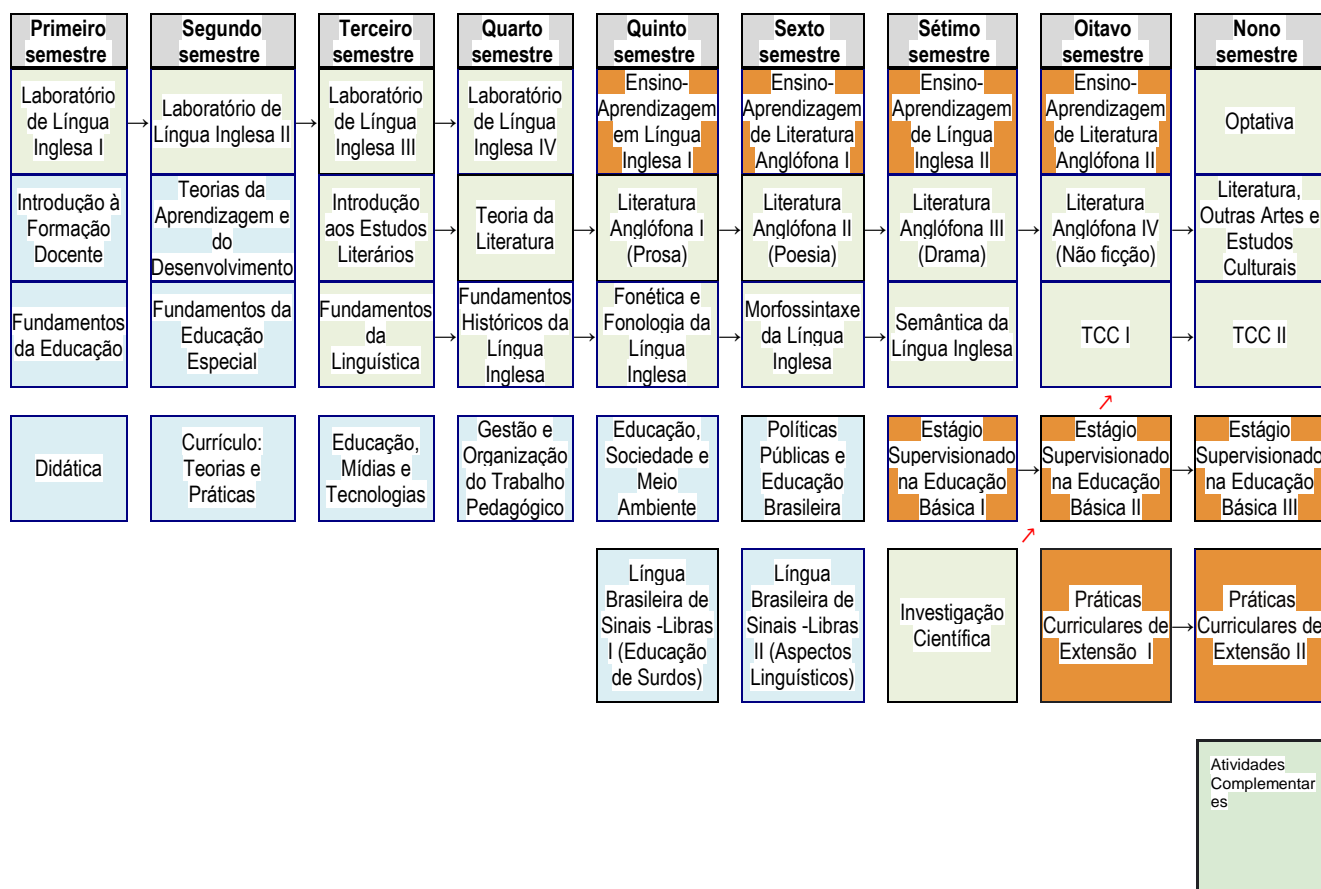 Primeiro
semestre
Segundo
semestre
Terceiro
semestre
Quarto
semestre
Quinto
semestre
Sexto
semestre
Sétimo
semestre
Oitavo
semestre
Nono
semestre
Laboratório
de Língua
Inglesa I
→
Laboratório de
Língua Inglesa II
→
Laboratório
de Língua
Inglesa III
→
Laboratório
de Língua
Inglesa IV
Ensino-
Aprendizagem
em Língua
Inglesa I
Ensino-
Aprendizagem
de Literatura
Anglófona I
Ensino-
Aprendizagem
de Língua
Inglesa II
Ensino-
Aprendizagem
de Literatura
Anglófona II
Optativa
Introdução à
Formação
Docente
Teorias da
Aprendizagem e
do
Desenvolvimento
Introdução
aos Estudos
Literários
→
Teoria da
Literatura
→
Literatura
Anglófona I
(Prosa)
→
Literatura
Anglófona II
(Poesia)
→
Literatura
Anglófona III
(Drama)
→
Literatura
Anglófona IV
(Não ficção)
→
Literatura,
Outras Artes e
Estudos
Culturais
Fundamentos
da Educação
Fundamentos da
Educação
Especial
Fundamentos
da
Linguística
→
Fundamentos
Históricos da
Língua
Inglesa
→
Fonética e
Fonologia da
Língua
Inglesa
→
Morfossintaxe
da Língua
Inglesa
→
Semântica da
Língua Inglesa
TCC I
→
TCC II
↗
Didática
Currículo:
Teorias e
Práticas
Educação,
Mídias e
Tecnologias
Gestão e
Organização
do Trabalho
Pedagógico
Educação,
Sociedade e
Meio
Ambiente
Políticas
Públicas e
Educação
Brasileira
Estágio
Supervisionado
na Educação
Básica I
→
Estágio
Supervisionado
na Educação
Básica II
→
Estágio
Supervisionado
na Educação
Básica III
↗
Língua
Brasileira de
Sinais -Libras
I (Educação
de Surdos)
Língua
Brasileira de
Sinais -Libras
II (Aspectos
Linguísticos)
Investigação
Científica
Práticas
Curriculares de
Extensão I
→
Práticas
Curriculares de
Extensão II
Atividades
Complementar
es